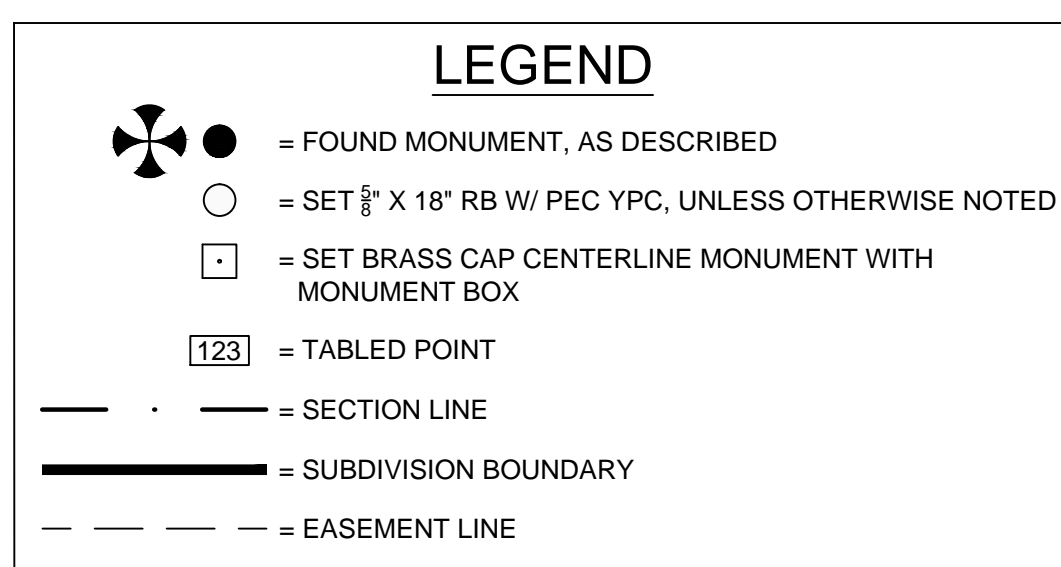 LEGEND
= FOUND MONUMENT, AS DESCRIBED
= SET 5/8" X 18" RB W/ PEC YPC, UNLESS OTHERWISE NOTED
= SET BRASS CAP CENTERLINE MONUMENT WITH
MONUMENT BOX
123 = TABLED POINT
= SECTION LINE
= SUBDIVISION BOUNDARY
= EASEMENT LINE